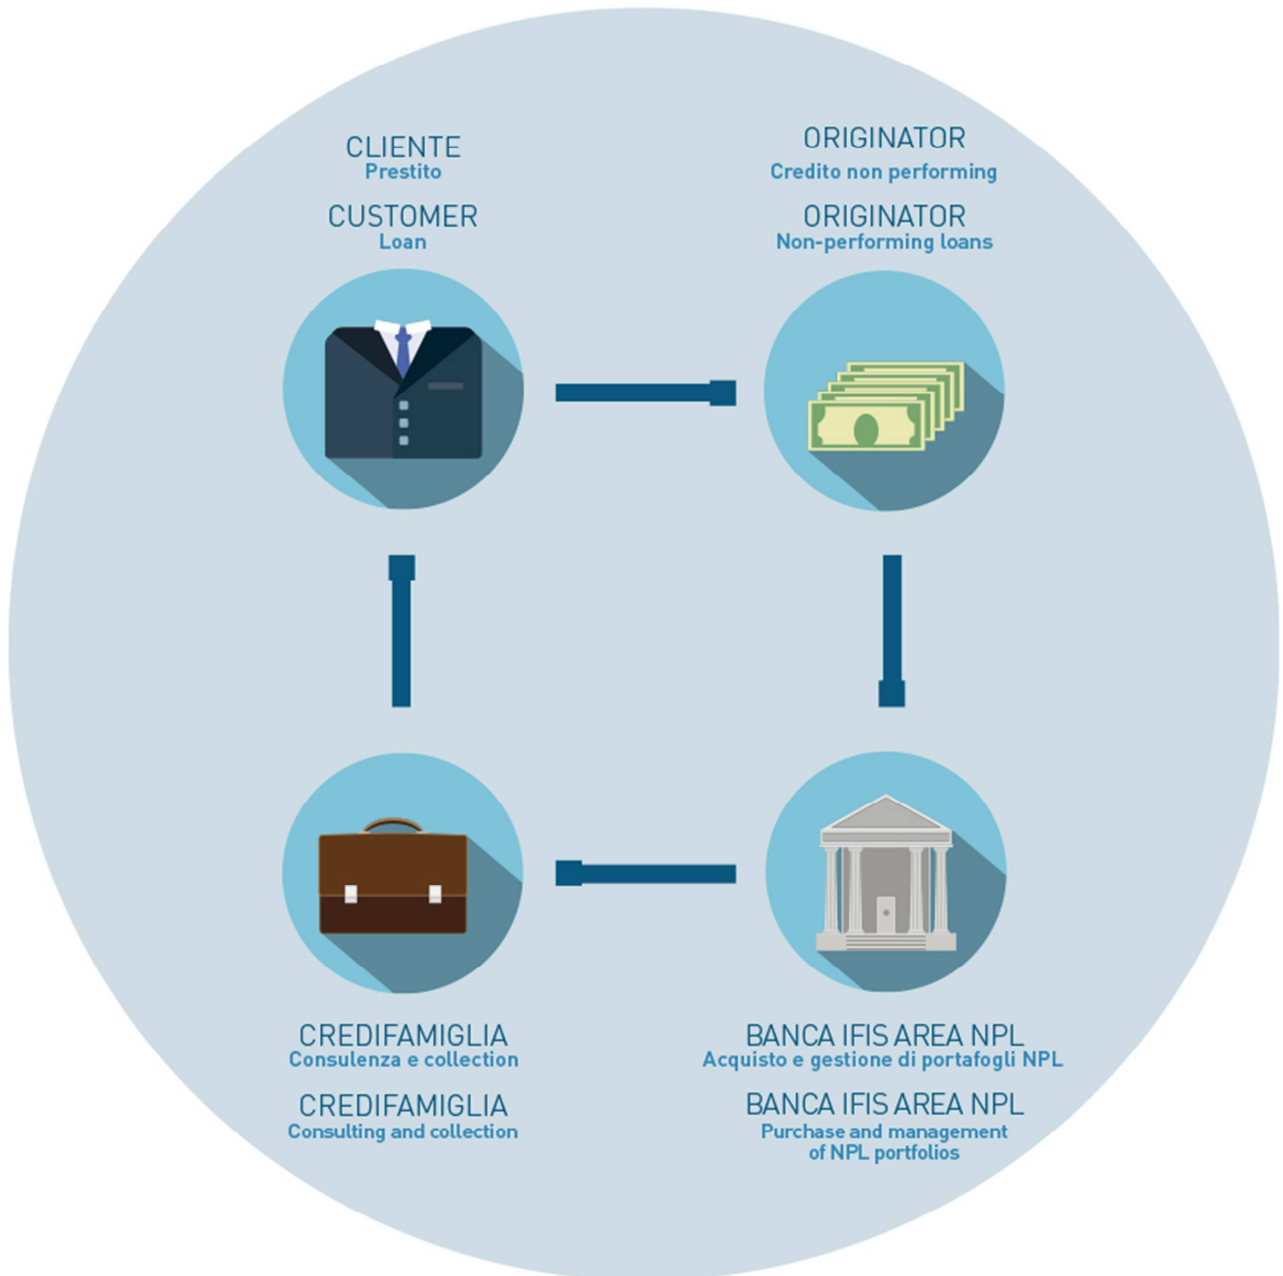 CLIENTE
Prestito
CUSTOMER
Loan
ORIGINATOR
Credito non performing
ORIGINATOR
Non-performing loans
CREDIFAMIGLIA
Consulenza e collection
CREDIFAMIGLIA
Consulting and collection
BANCA IFIS AREA NPL
Acquisto e gestione di portafogli NPL
BANCA IFIS AREA NPL
Purchase and management
of NPL portfolios